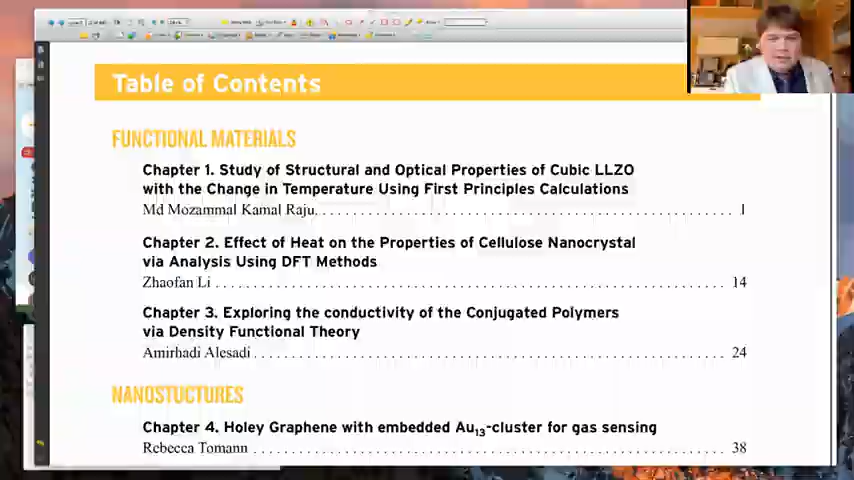 Table of Contents
FUNCTIONAL MATERIALS
Chapter 1. Study of Structural and Optical Properties of Cubic LLZO
with the Change in Temperature Using First Principles Calculations
Md Mozammal Kamal Raju. 1
Chapter 2. Effect of Heat on the Properties of Cellulose Nanocrystal
via Analysis Using DFT Methods
Zhaofan Li 14
Chapter 3. Exploring the conductivity of the Conjugated Polymers
via Density Functional Theory
Amirhadi Alesadi 24
NANOSTUCTURES
Chapter 4. Holey Graphene with embedded Au13-cluster for gas sensing
Rebecca Tomann 38